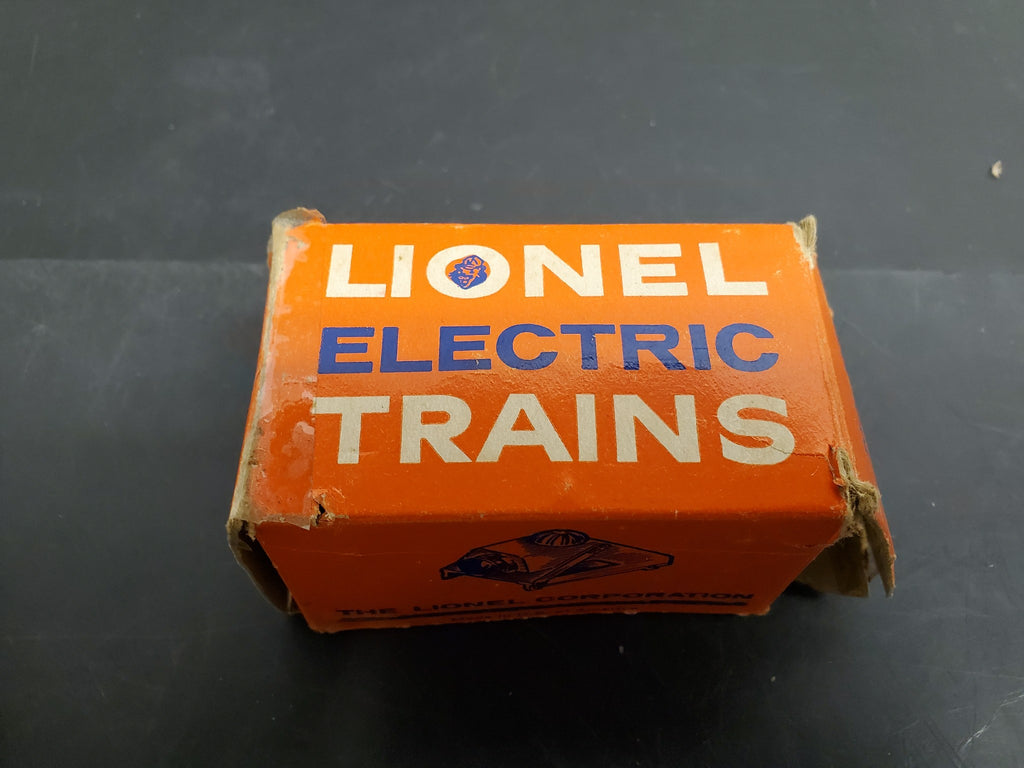 LIONEL
ELECTRIC
TRAINS
THE LIONEL CORPORATION